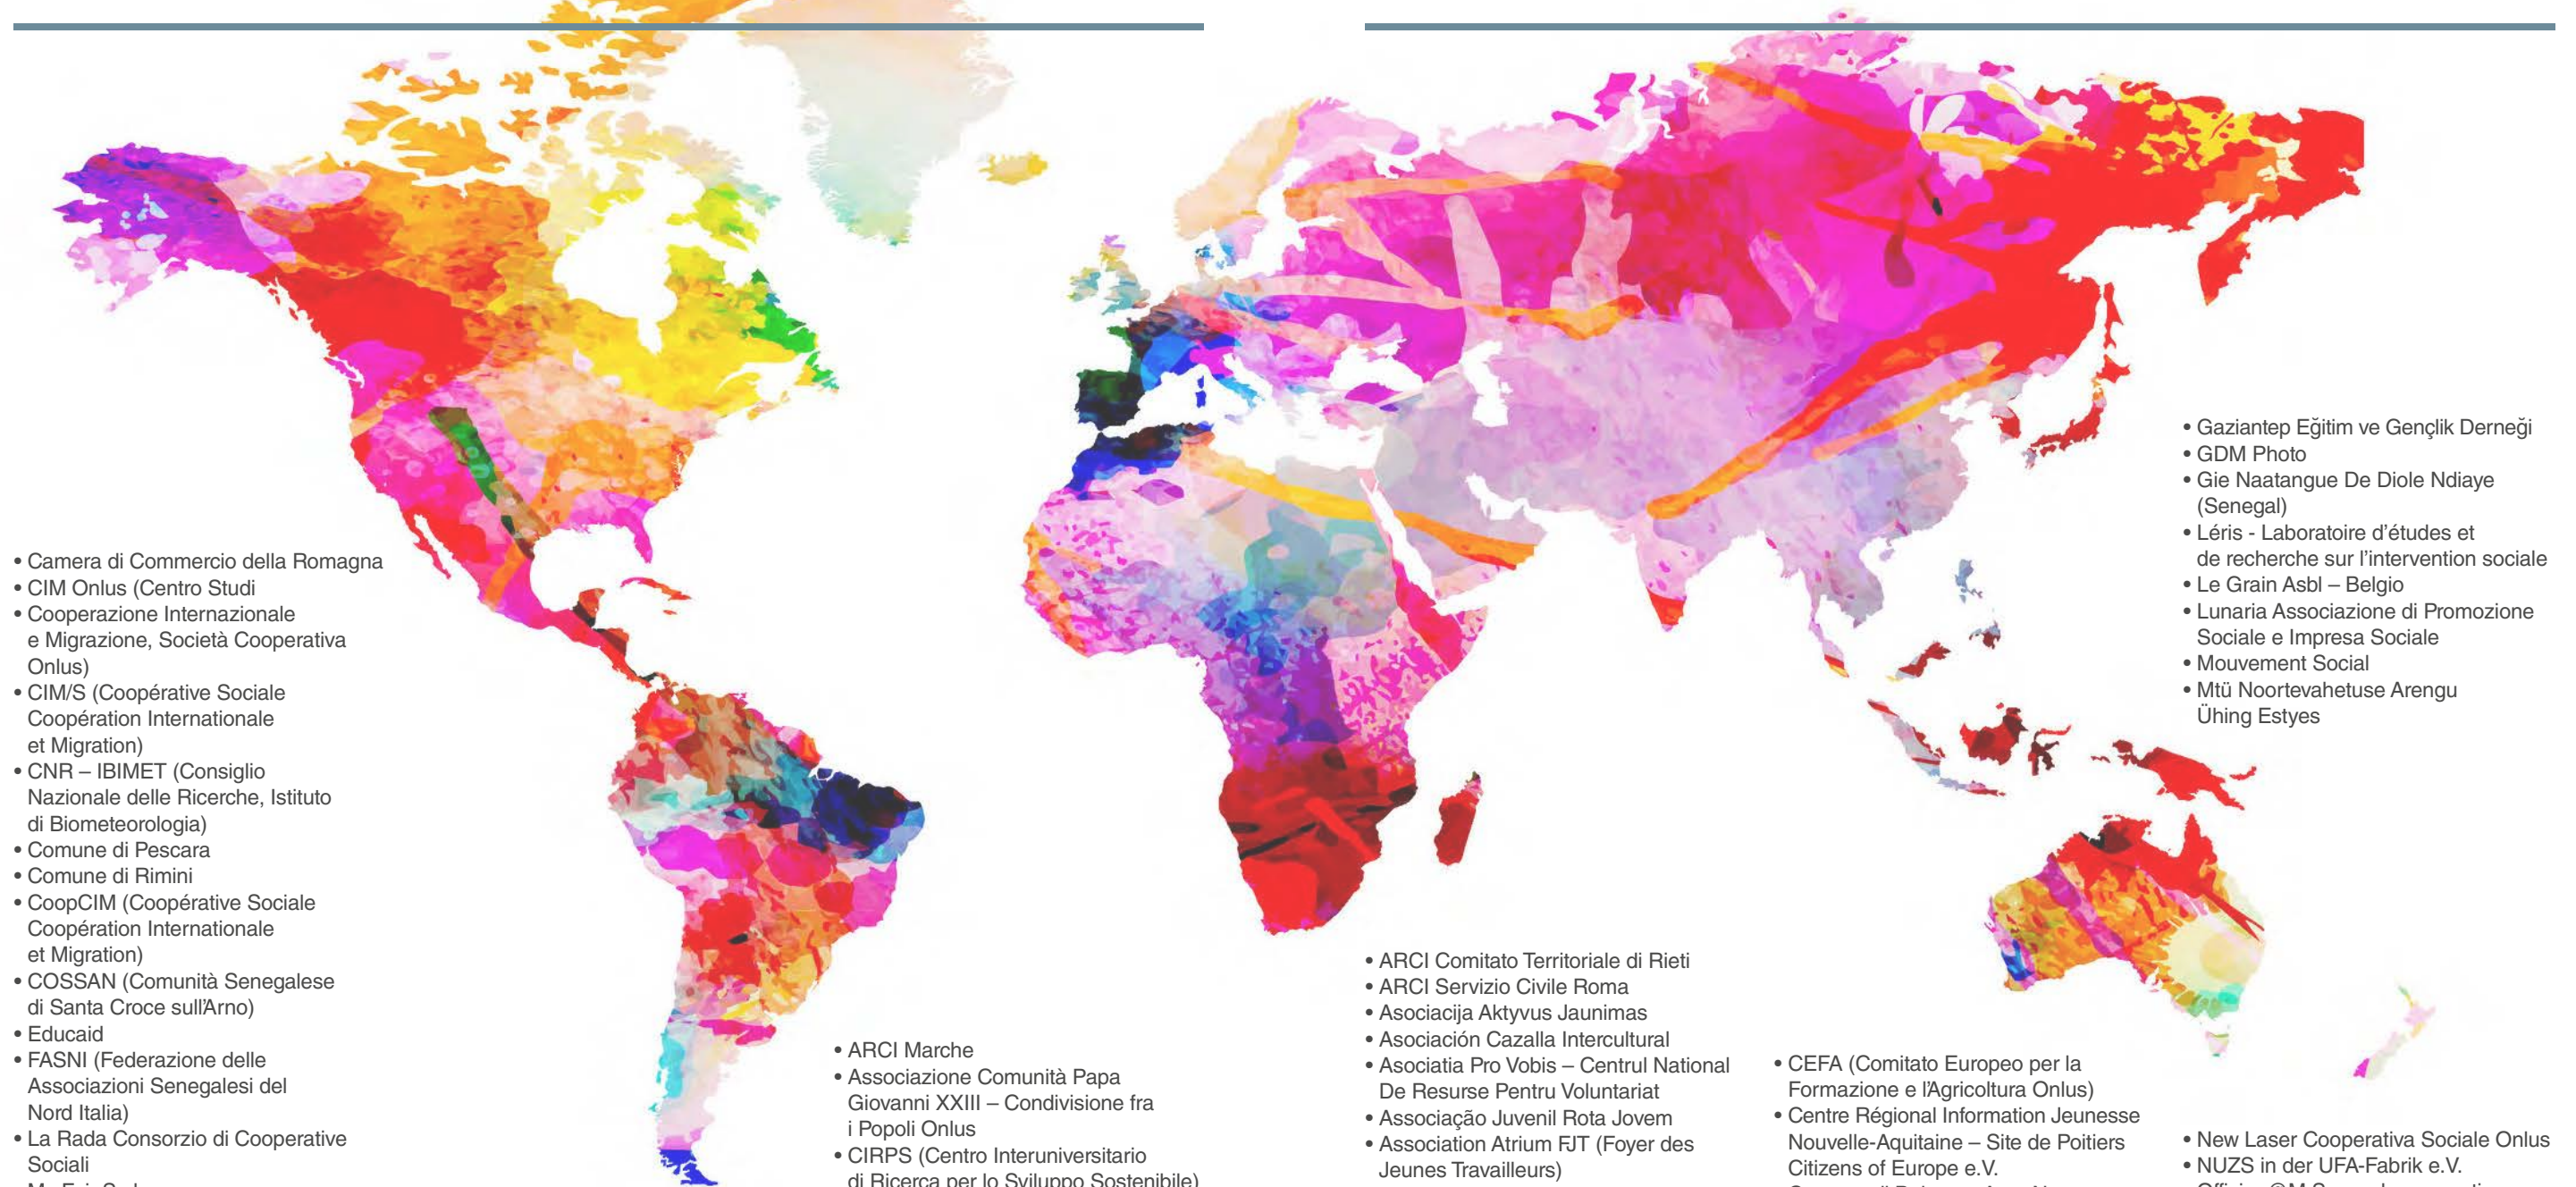 • Camera di Commercio della Romagna
• CIM Onlus (Centro Studi
• Cooperazione Internazionale
e Migrazione, Società Cooperativa
Onlus)
• CIM/S (Coopérative Sociale
Coopération Internationale
et Migration)
• CNR – IBIMET (Consiglio
Nazionale delle Ricerche, Istituto
di Biometeorologia)
• Comune di Pescara
• Comune di Rimini
• CoopCIM (Coopérative Sociale
Coopération Internationale
et Migration)
• COSSAN (Comunità Senegalese
di Santa Croce sull'Arno)
• Educaid
• FASNI (Federazione delle
Associazioni Senegalesi del
Nord Italia)
• La Rada Consorzio di Cooperative
Sociali
• ARCI Marche
• Associazione Comunità Papa
Giovanni XXIII – Condivisione fra
i Popoli Onlus
• CIRPS (Centro Interuniversitario
di Ricerca per lo Sviluppo Sostenibile)
• ARCI Comitato Territoriale di Rieti
• ARCI Servizio Civile Roma
• Asociacija Aktyvus Jaunimas
• Asociación Cazalla Intercultural
• Asociatia Pro Vobis – Centrul National
De Resurse Pentru Voluntariat
• Associação Juvenil Rota Jovem
• Association Atrium FJT (Foyer des
Jeunes Travailleurs)
• CEFA (Comitato Europeo per la
Formazione e l'Agricoltura Onlus)
• Centre Régional Information Jeunesse
Nouvelle-Aquitaine – Site de Poitiers
Citizens of Europe e.V.
• Gaziantep Eğitim ve Gençlik Derneği
• GDM Photo
• Gie Naatangue De Diole Ndiaye
(Senegal)
• Léris - Laboratoire d'études et
de recherche sur l'intervention sociale
• Le Grain Asbl – Belgio
• Lunaria Associazione di Promozione
Sociale e Impresa Sociale
• Mouvement Social
• Mtü Noortevahetuse Arengu
Ühing Estyes
• New Laser Cooperativa Sociale Onlus
• NUZS in der UFA-Fabrik e.V.